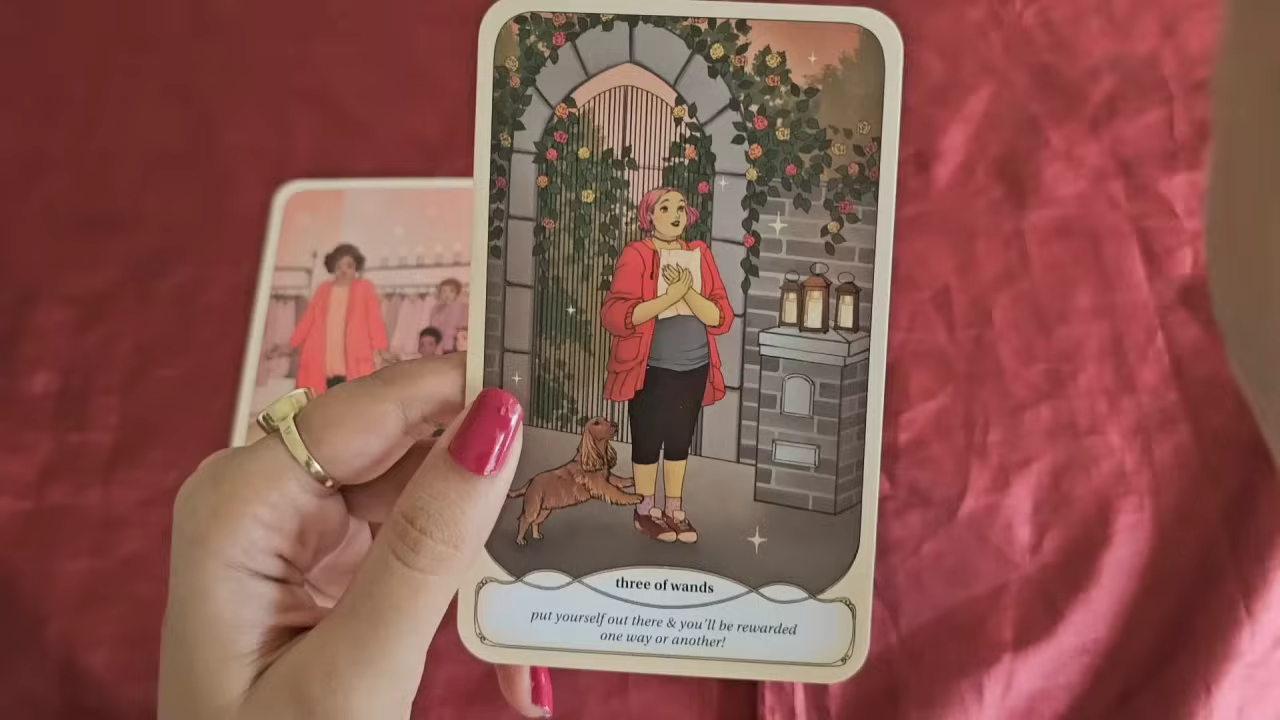 three of wands
put yourself out there & you'll be rewarded
one way or another!